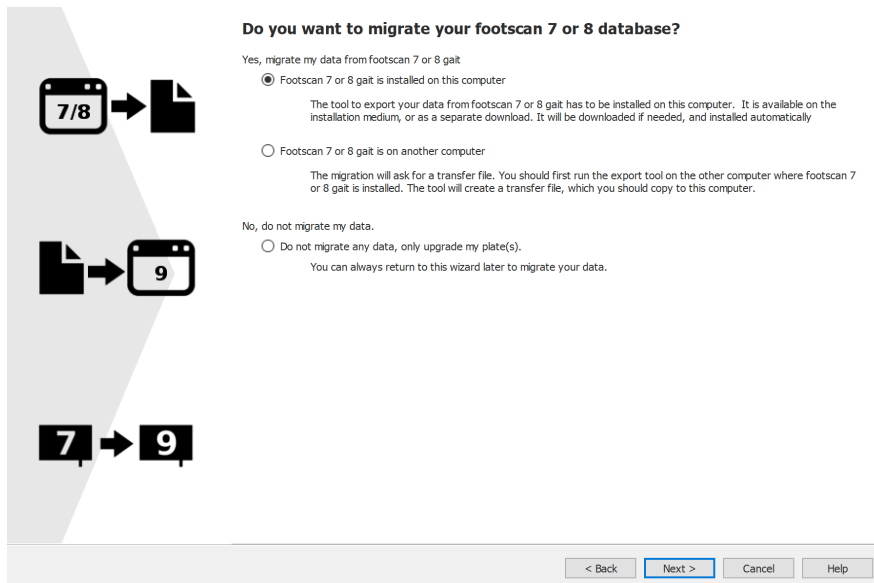 Do you want to migrate your footscan 7 or 8 database?
Yes, migrate my data from footscan 7 or 8 gait
Footscan 7 or 8 gait is installed on this computer
The tool to export your data from footscan 7 or 8 gait has to be installed on this computer. It is available on the
installation medium, or as a separate download. It will be downloaded if needed, and installed automatically
7/8
Footscan 7 or 8 gait is on another computer
The migration will ask for a transfer file. You should first run the export tool on the other computer where footscan 7
or 8 gait is installed. The tool will create a transfer file, which you should copy to this computer.
No, do not migrate my data.
Do not migrate any data, only upgrade my plate(s).
You can always return to this wizard later to migrate your data.
9
7 9
< Back Next > Cancel Help